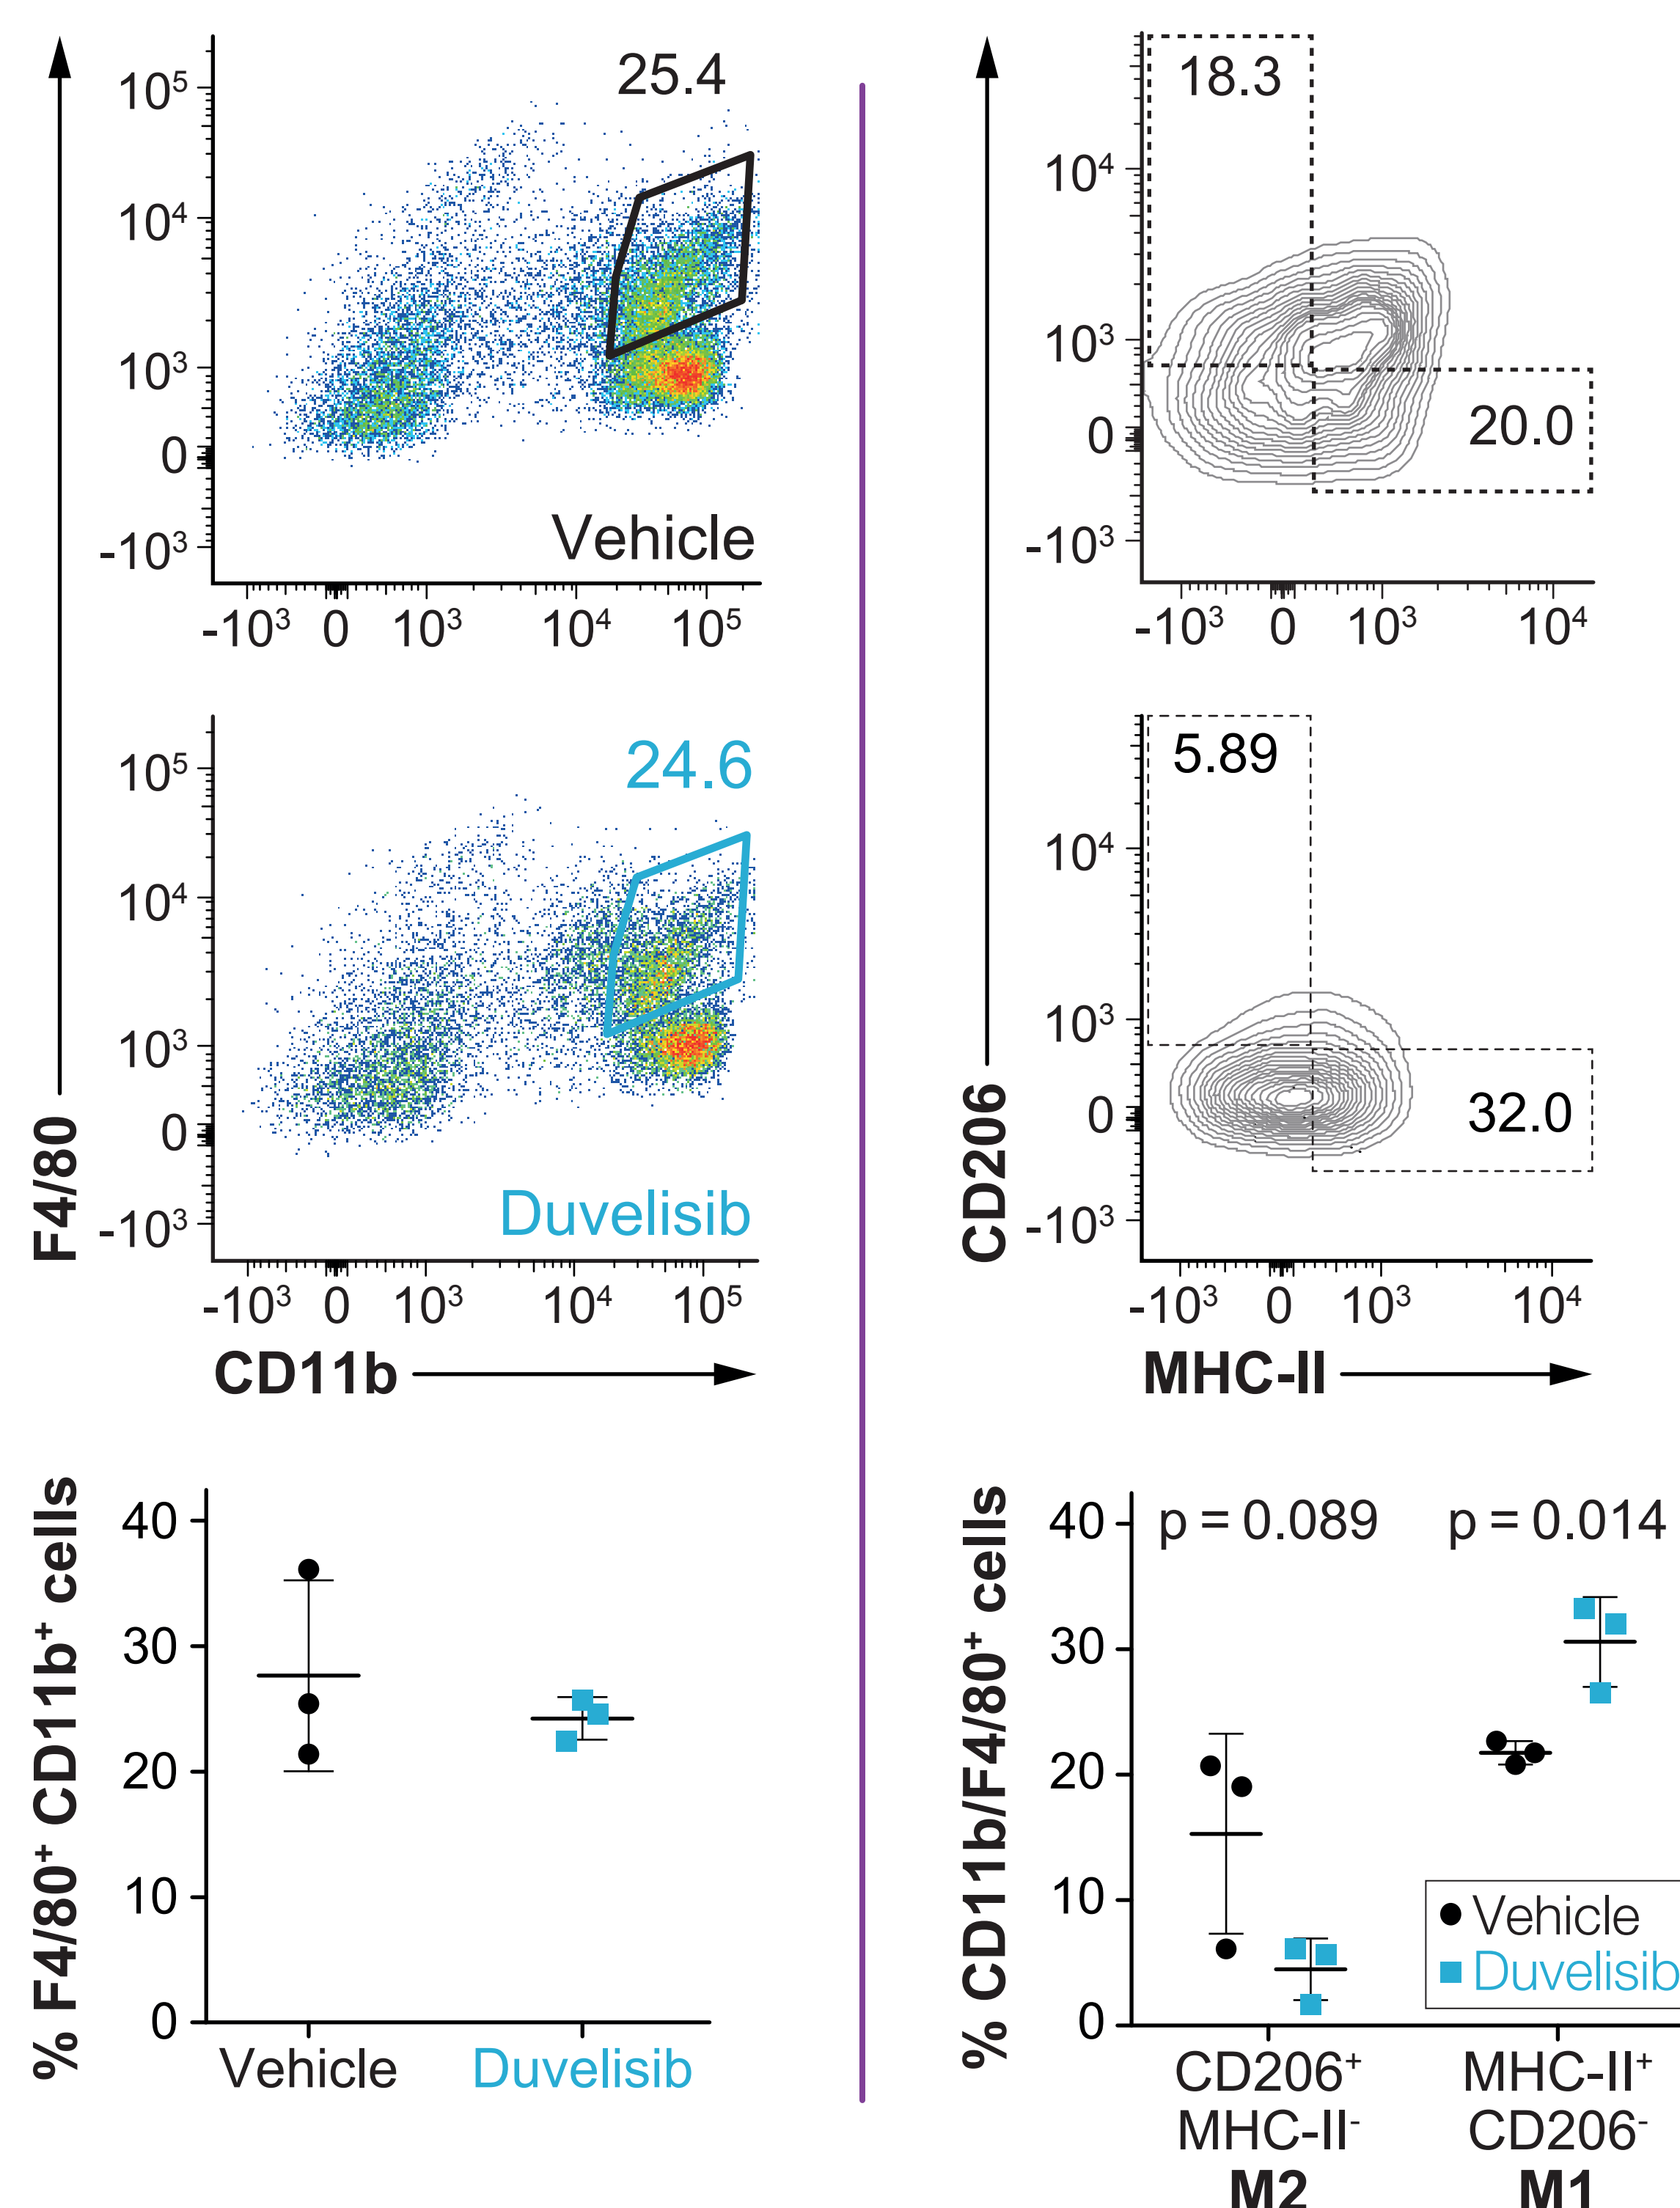 25.4
10⁵
10⁴
10³
0
-10³
Vehicle
-10³ 0 10³ 10⁴ 10⁵
24.6
10⁵
10⁴
10³
0
-10³
Duvelisib
-10³ 0 10³ 10⁴ 10⁵
F4/80
CD11b
18.3
10⁴
10³
0
-10³
20.0
-10³ 0 10³ 10⁴
5.89
10⁴
10³
0
-10³
32.0
-10³ 0 10³ 10⁴
CD206
MHC-II
% F4/80⁺ CD11b⁺ cells
40
30
20
10
0
Vehicle Duvelisib
% CD11b/F4/80⁺ cells
40
30
20
10
0
p = 0.089 p = 0.014
Vehicle
Duvelisib
CD206⁺
MHC-II⁻
M2
MHC-II⁺
CD206⁻
M1